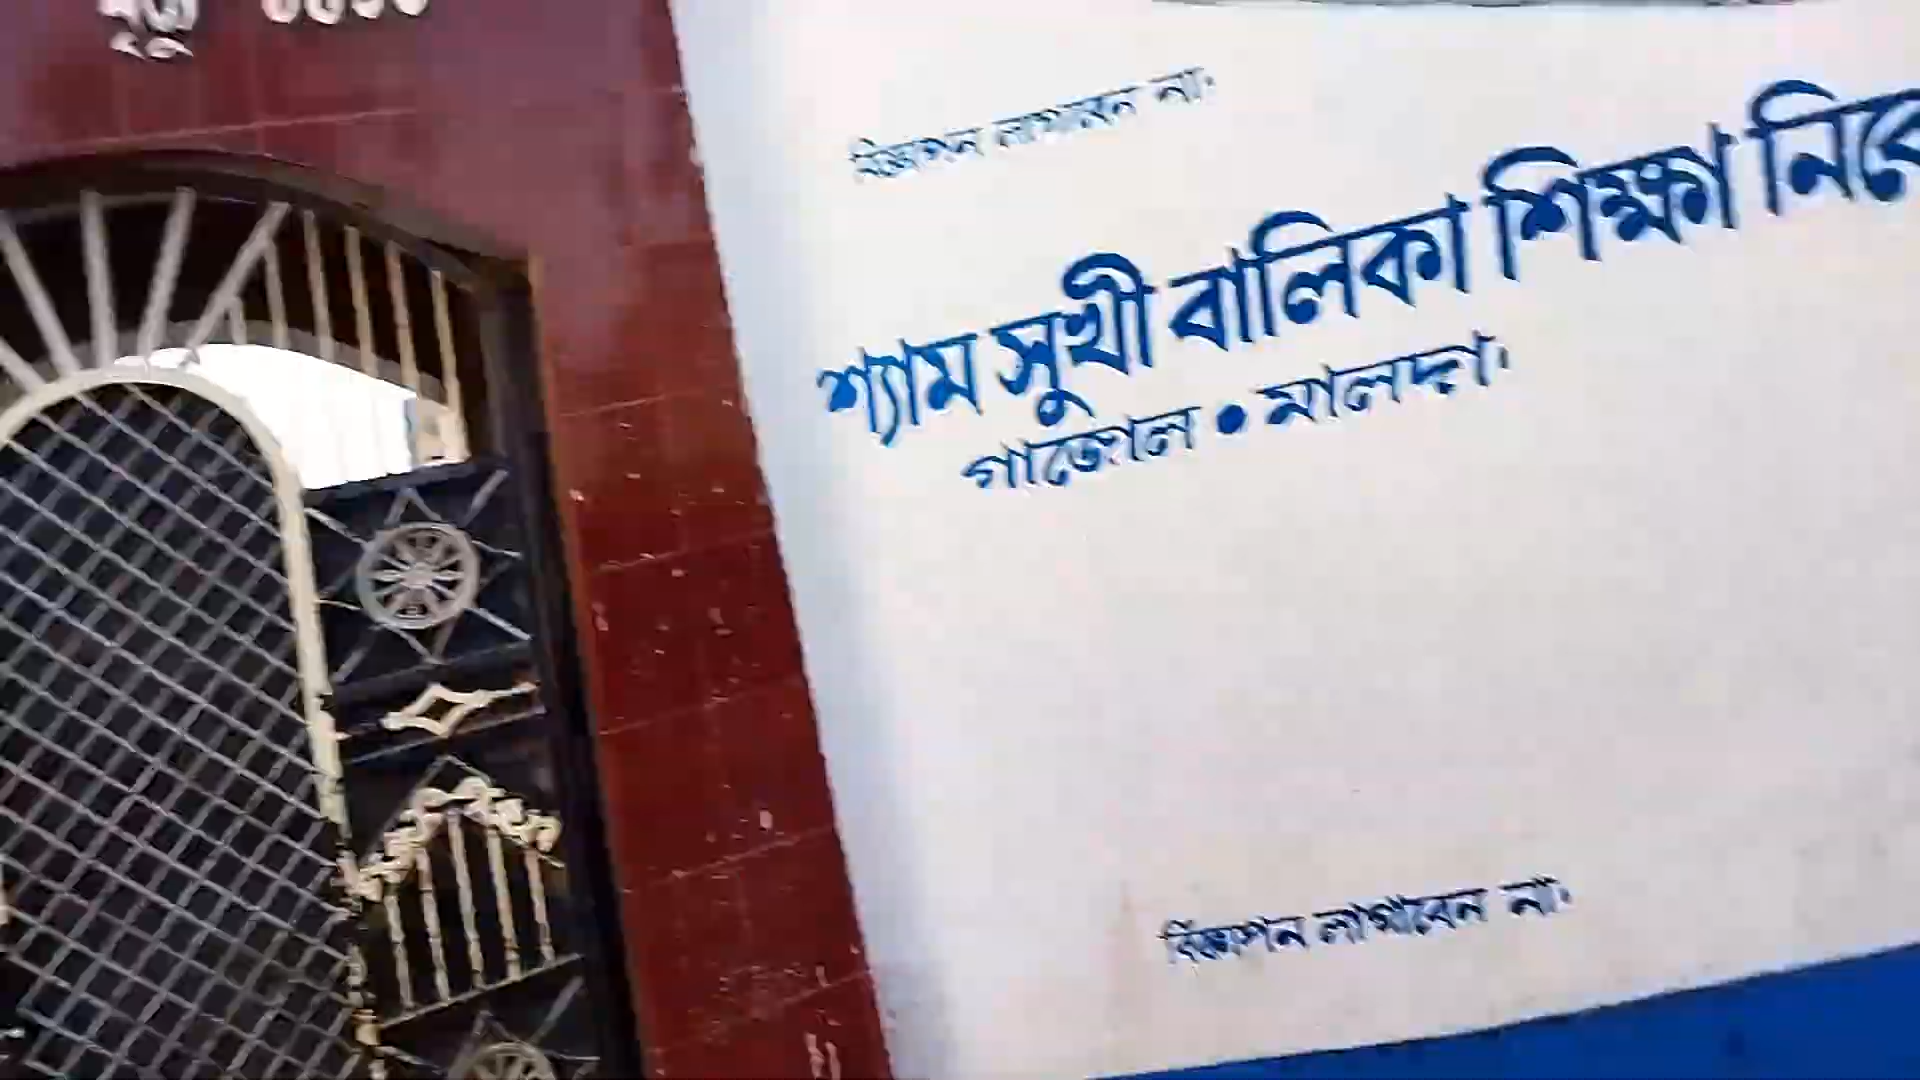 বিজ্ঞাপন লাগাবেন না।
শ্যাম সুখী বালিকা শিক্ষা নিকে
গাজোল • মালদা।
বিজ্ঞাপন লাগাবেন না।